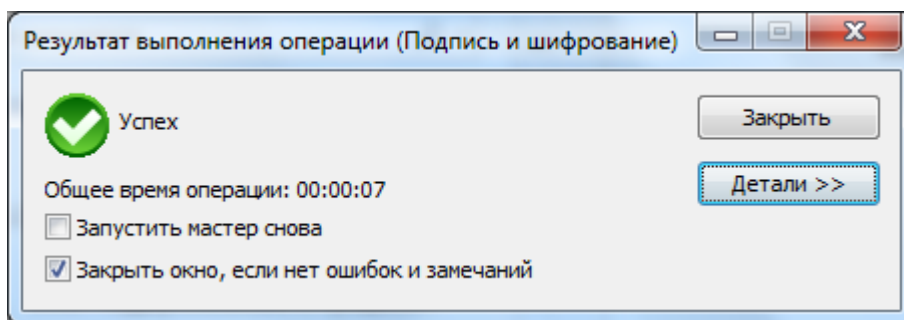 Результат выполнения операции (Подпись и шифрование)
Успех
Закрыть
Общее время операции: 00:00:07
Детали >>
Запустить мастер снова
Закрыть окно, если нет ошибок и замечаний